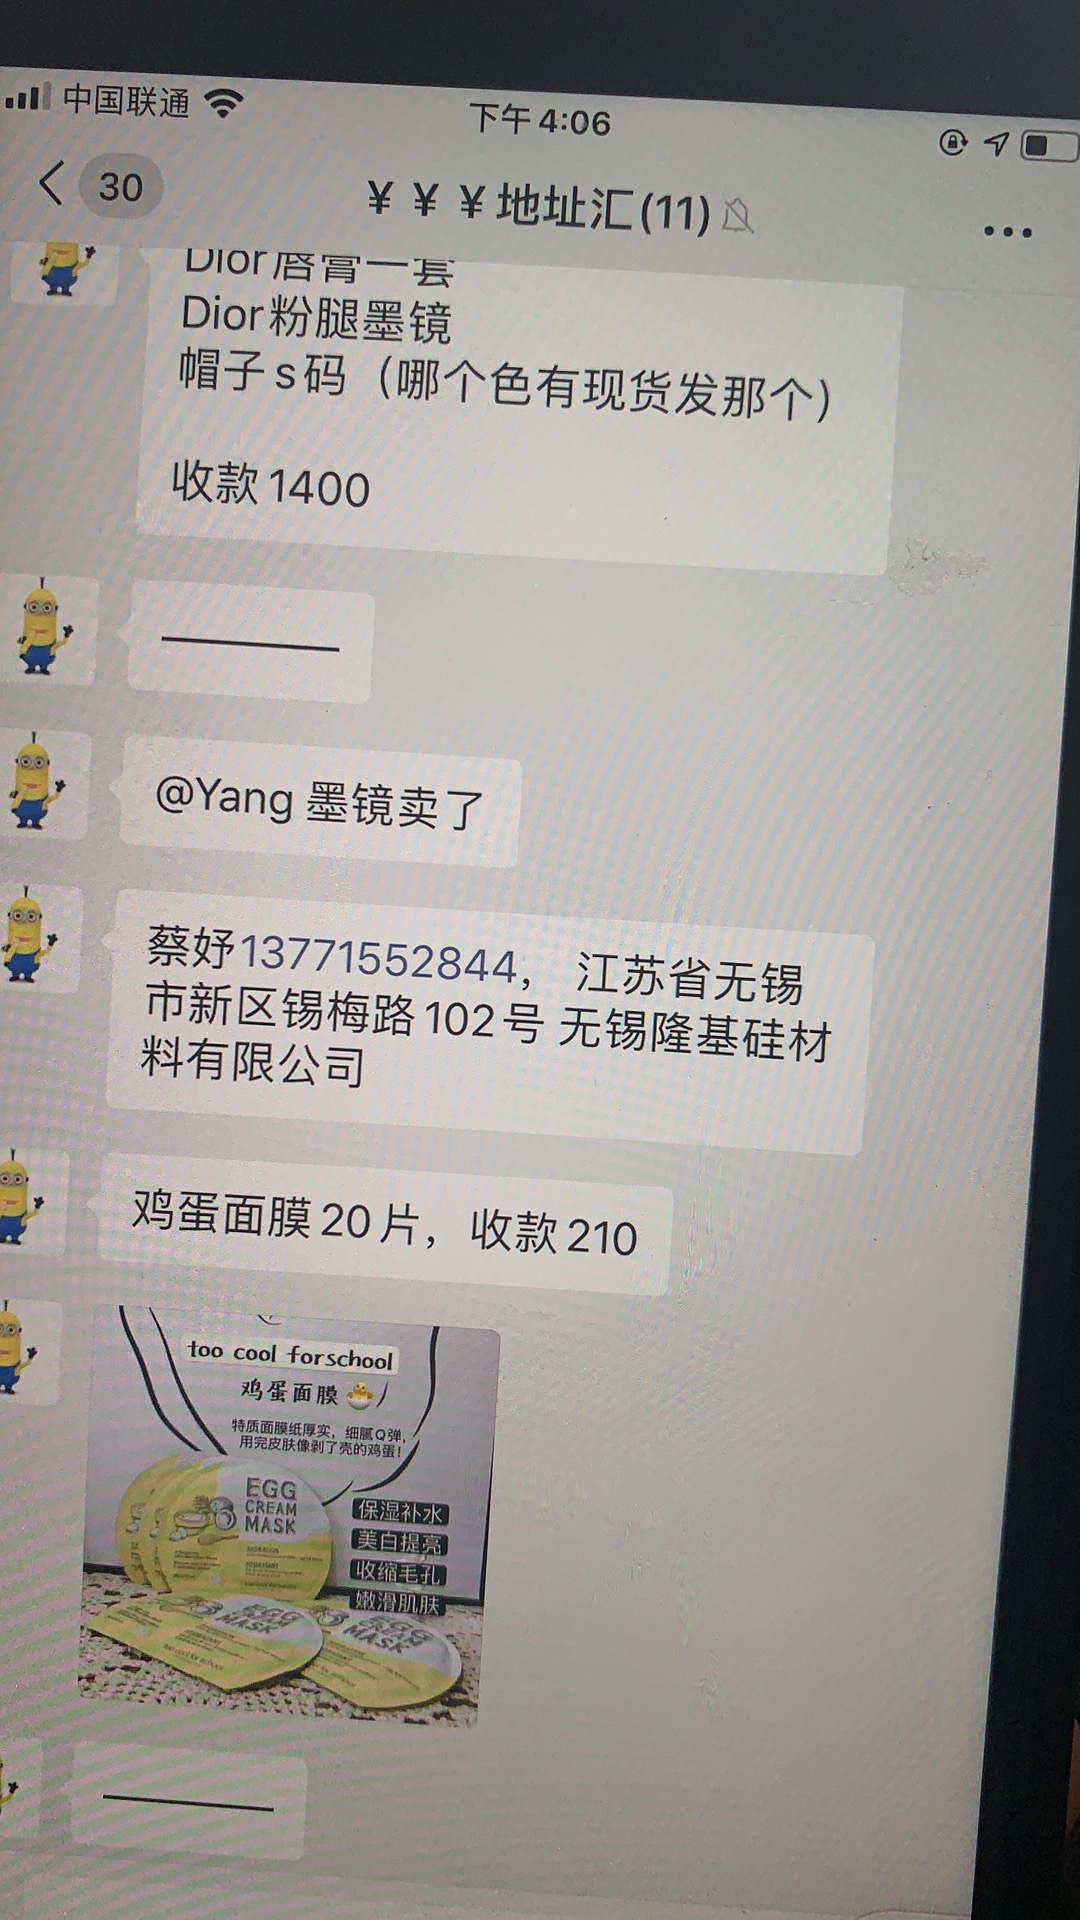 中国联通
下午4:06
30
¥¥¥地址汇(11)
Dior唇膏一套
Dior粉腿墨镜
帽子s码（哪个色有现货发那个）
收款1400
@Yang 墨镜卖了
蔡妤13771552844， 江苏省无锡
市新区锡梅路102号 无锡隆基硅材
料有限公司
鸡蛋面膜20片，收款210
too cool forschool
鸡蛋面膜
特质面膜纸厚实，细腻Q弹，
用完皮肤像剥了壳的鸡蛋！
EGG
CREAM
MASK
保湿补水
美白提亮
收缩毛孔
嫩滑肌肤
EGG
CREAM
MASK
EGG
CREAM
MASK